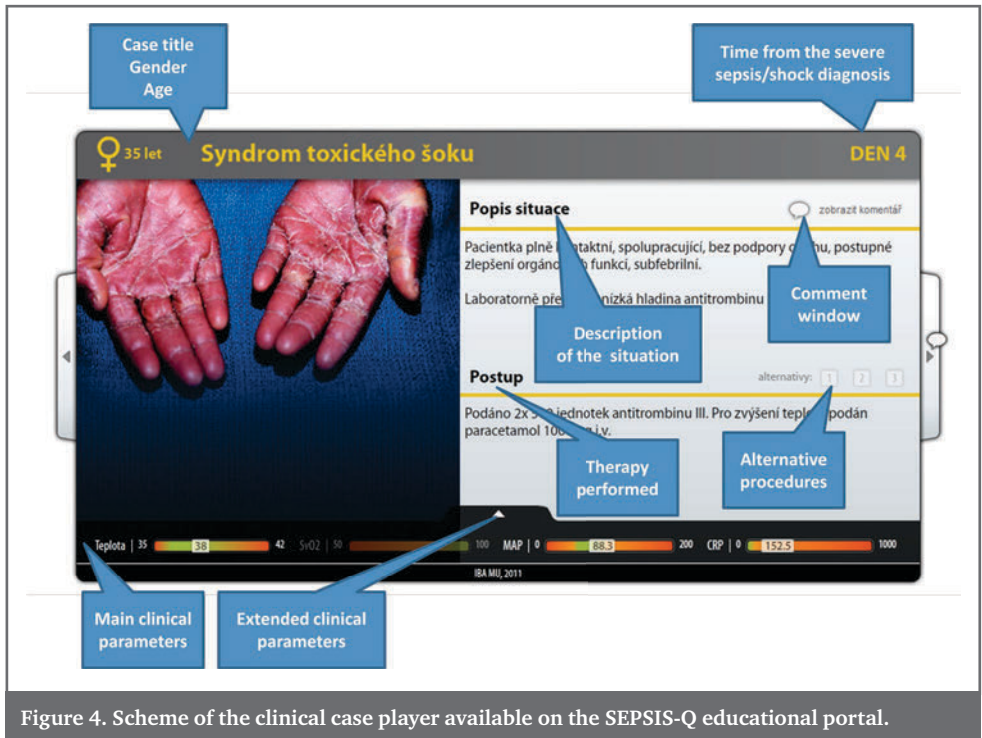 Case title
Gender
Age
Time from the severe
sepsis/shock diagnosis
35 let Syndrom toxického šoku DEN 4
Popis situace zobrazit komentář
Pacientka plně taktní, spolupracující, bez podpory o hu, postupné
zlepšení orgáno h funkcí, subfebrilní.
Laboratorně pře nízká hladina antitrombinu
Comment
window
Description
of the situation
Postup alternativy: 1 2 3
Podáno 2x 5 jednotek antitrombinu III. Pro zvýšení teplo podán
paracetamol 100 g i.v.
Therapy
performed
Alternative
procedures
Teplota | 35 38 42 SvO2 | 50 100 MAP | 0 88.3 200 CRP | 0 152.5 1000
IBA MU, 2011
Main clinical
parameters
Extended clinical
parameters
Figure 4. Scheme of the clinical case player available on the SEPSIS-Q educational portal.